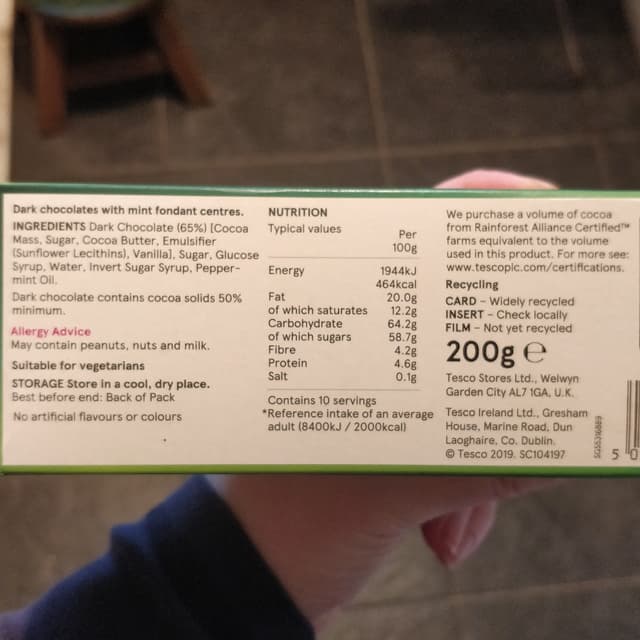 Dark chocolates with mint fondant centres.
INGREDIENTS Dark Chocolate (65%) [Cocoa
Mass, Sugar, Cocoa Butter, Emulsifier
(Sunflower Lecithins), Vanilla], Sugar, Glucose
Syrup, Water, Invert Sugar Syrup, Pepper-
mint Oil.
Dark chocolate contains cocoa solids 50%
minimum.
Allergy Advice
May contain peanuts, nuts and milk.
Suitable for vegetarians
STORAGE Store in a cool, dry place.
Best before end: Back of Pack
No artificial flavours or colours
NUTRITION
Typical values Per
100g
Energy 1944kJ
464kcal
Fat 20.0g
of which saturates 12.2g
Carbohydrate 64.2g
of which sugars 58.7g
Fibre 4.2g
Protein 4.6g
Salt 0.1g
Contains 10 servings
*Reference intake of an average
adult (8400kJ / 2000kcal)
We purchase a volume of cocoa
from Rainforest Alliance Certified™
farms equivalent to the volume
used in this product. For more see:
www.tescoplc.com/certifications.
Recycling
CARD – Widely recycled
INSERT – Check locally
FILM – Not yet recycled
200g ℮
Tesco Stores Ltd., Welwyn
Garden City AL7 1GA, U.K.
Tesco Ireland Ltd., Gresham
House, Marine Road, Dun
Laoghaire, Co. Dublin.
© Tesco 2019. SC104197
5 0